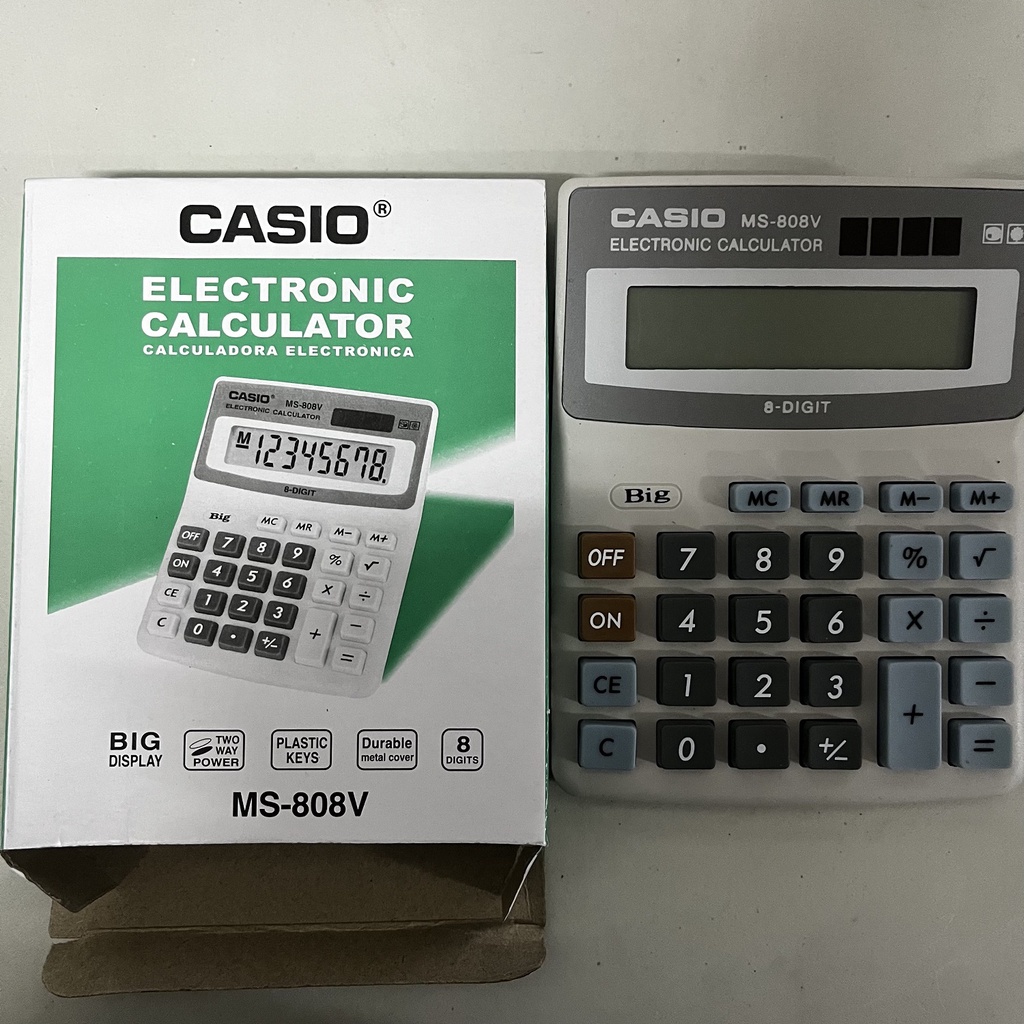 CASIO®
ELECTRONIC
CALCULATOR
CALCULADORA ELECTRONICA
CASIO® MS-808V
ELECTRONIC CALCULATOR
M 12345678.
8-DIGIT
Big MC MR M− M+
OFF 7 8 9 % √
ON 4 5 6 X ÷
CE 1 2 3 + −
C 0 • +/− =
BIG
DISPLAY
TWO
WAY
POWER
PLASTIC
KEYS
Durable
metal cover
8
DIGITS
MS-808V
CASIO MS-808V
ELECTRONIC CALCULATOR
8-DIGIT
Big MC MR M− M+
OFF 7 8 9 % √
ON 4 5 6 X ÷
CE 1 2 3 + −
C 0 • +/− =